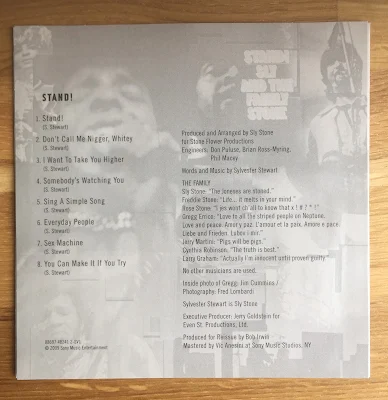 STAND!
SLY
AND THE
FAMILY
STONE
STAND!
1. Stand!
(S. Stewart)
2. Don't Call Me Nigger, Whitey
(S. Stewart)
3. I Want To Take You Higher
(S. Stewart)
4. Somebody's Watching You
(S. Stewart)
5. Sing A Simple Song
(S. Stewart)
6. Everyday People
(S. Stewart)
7. Sex Machine
(S. Stewart)
8. You Can Make It If You Try
(S. Stewart)
Produced and Arranged by Sly Stone
for Stone Flower Productions
Engineers: Don Puluse, Brian Ross-Myring,
Phil Macey
Words and Music by Sylvester Stewart
THE FAMILY
Sly Stone: "The Joneses are stoned."
Freddie Stone: "Life... It melts in your mind."
Rose Stone: to know that
Gregg Errico: "Love to all the striped people on Neptune,
Love and peace. Amor y paz. L'amour et la paix. Amore e pace.
Liebe und Frieden.
Jerry Martini: "Pigs will be pigs."
Cynthia Robinson: "The truth is best."
Larry Graham: "Actually I'm innocent until proven guilty."
No other musicians are used.
Inside photo of Gregg: Jim
Photography: Fred Lombardi
Sylvester Stewart is Sly Stone
Executive Producer: Jerry Goldstein for
Even St. Productions, Ltd.
Produced for Reissue by Bob Irwin
Mastered by Vic Anesini at Sony Music Studios, NY
Sony Music Entertainment